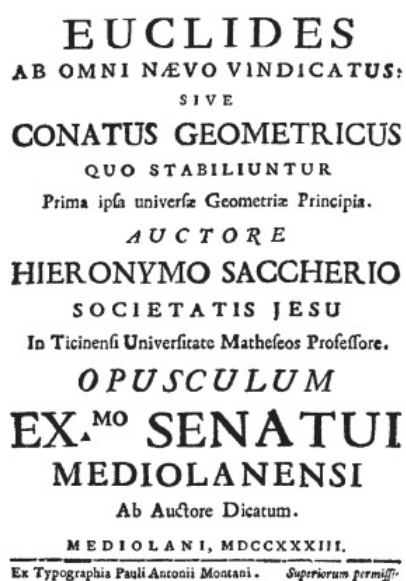 EUCLIDES
AB OMNI NÆVO VINDICATUS:
SIVE
CONATUS GEOMETRICUS
QUO STABILIUNTUR
Prima ipſa univerſæ Geometriæ Principia.
AUCTORE
HIERONYMO SACCHERIO
SOCIETATIS JESU
In Ticinenſi Univerſitate Matheſeos Profeſſore.
OPUSCULUM
EX.MO SENATUI
MEDIOLANENSI
Ab Auctore Dicatum.
MEDIOLANI, MDCCXXXIII.
Ex Typographia Pauli Antonii Montani. Superiorum permiſſ.